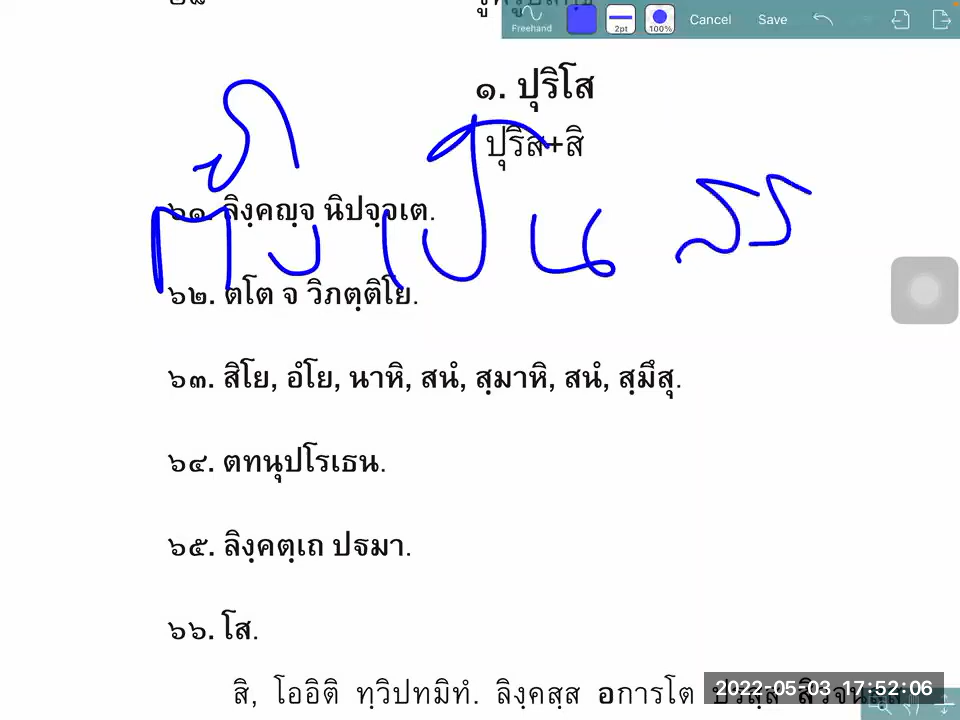 Freehand 2pt 100% Cancel Save
๑. ปุริโส
ปุริส+สิ
๖๑. ลิงฺคญฺจ นิปจฺจเต.
ตั้ง เป็น
๖๒. ตโต จ วิภตฺติโย.
๖๓. สิโย, อํโย, นาหิ, สนํ, สฺมาหิ, สนํ, สฺมึสุ.
๖๔. ตทนุปโรเธน.
๖๕. ลิงฺคตฺเถ ปฐมา.
๖๖. โส.
สิ, โออิติ ทฺวิปทมิทํ. ลิงฺคสฺส อการโต ปรสฺส
2022-05-03 17:52:06